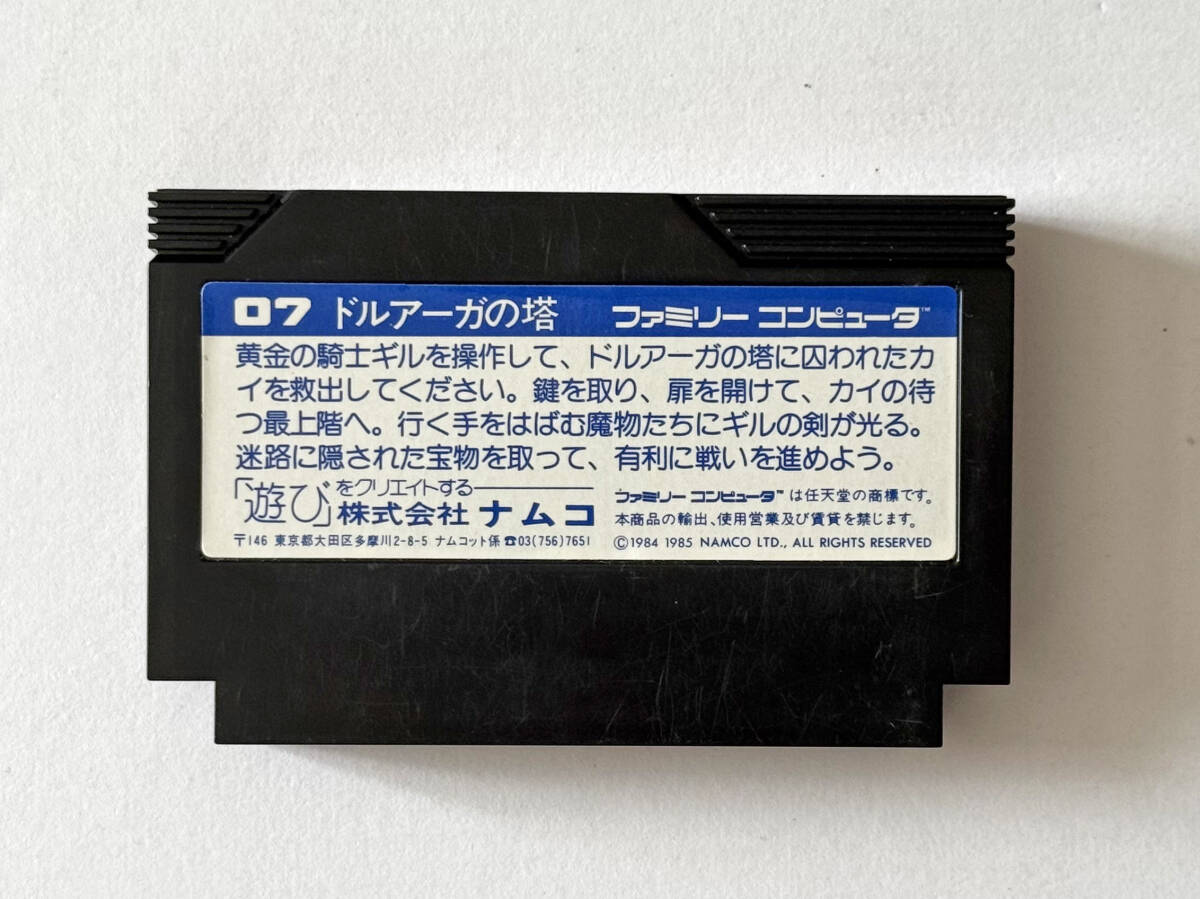 07 ドルアーガの塔 ファミリー コンピュータ™
黄金の騎士ギルを操作して、ドルアーガの塔に囚われたカ
イを救出してください。鍵を取り、扉を開けて、カイの待
つ最上階へ。行く手をはばむ魔物たちにギルの剣が光る。
迷路に隠された宝物を取って、有利に戦いを進めよう。
「遊び」をクリエイトする
株式会社 ナムコ
〒146 東京都大田区多摩川2-8-5 ナムコット係 ☎03(756)7651
ファミリー コンピュータ™ は任天堂の商標です。
本商品の輸出、使用営業及び賃貸を禁じます。
©1984 1985 NAMCO LTD., ALL RIGHTS RESERVED